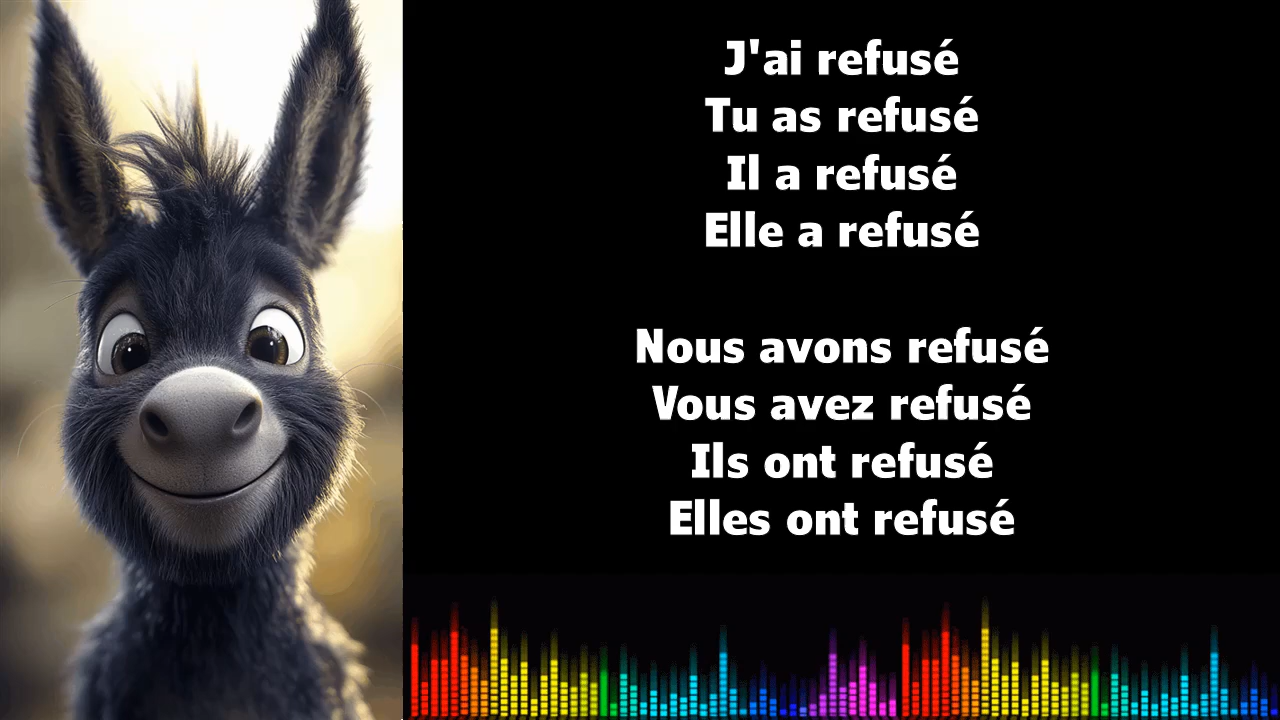 J'ai refusé
Tu as refusé
Il a refusé
Elle a refusé
Nous avons refusé
Vous avez refusé
Ils ont refusé
Elles ont refusé